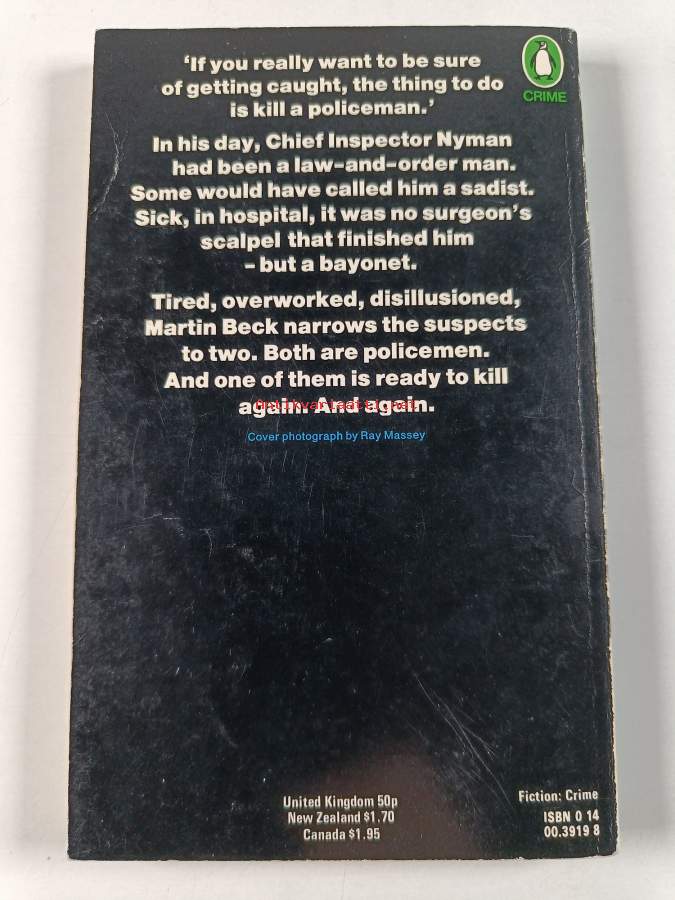 ‘If you really want to be sure
of getting caught, the thing to do
is kill a policeman.’
CRIME
In his day, Chief Inspector Nyman
had been a law-and-order man.
Some would have called him a sadist.
Sick, in hospital, it was no surgeon's
scalpel that finished him
– but a bayonet.
Tired, overworked, disillusioned,
Martin Beck narrows the suspects
to two. Both are policemen.
And one of them is ready to kill
again. And again.
Cover photograph by Ray Massey
United Kingdom 50p
New Zealand $1.70
Canada $1.95
Fiction: Crime
ISBN 0 14
00.3919 8